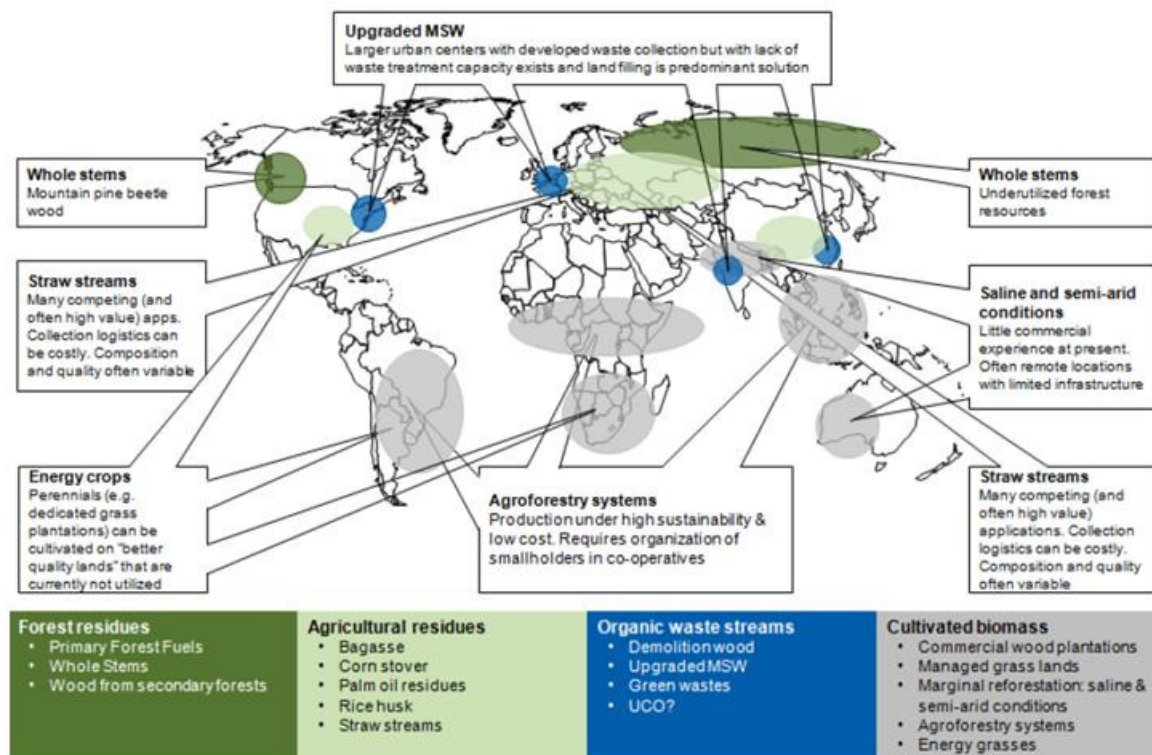 Upgraded MSW
Larger urban centers with developed waste collection but with lack of
waste treatment capacity exists and land filling is predominant solution
Whole stems
Mountain pine beetle
wood
Whole stems
Underutilized forest
resources
Straw streams
Many competing (and
often high value) apps.
Collection logistics can
be costly. Composition
and quality often variable
Saline and semi-arid
conditions
Little commercial
experience at present.
Often remote locations
with limited infrastructure
Energy crops
Perennials (e.g.
dedicated grass
plantations) can be
cultivated on "better
quality lands" that are
currently not utilized
Agroforestry systems
Production under high sustainability &
low cost. Requires organization of
smallholders in co-operatives
Straw streams
Many competing (and
often high value)
applications. Collection
logistics can be costly.
Composition and quality
often variable
Forest residues
• Primary Forest Fuels
• Whole Stems
• Wood from secondary forests
Agricultural residues
• Bagasse
• Corn stover
• Palm oil residues
• Rice husk
• Straw streams
Organic waste streams
• Demolition wood
• Upgraded MSW
• Green wastes
• UCO?
Cultivated biomass
• Commercial wood plantations
• Managed grass lands
• Marginal reforestation: saline &
semi-arid conditions
• Agroforestry systems
• Energy grasses